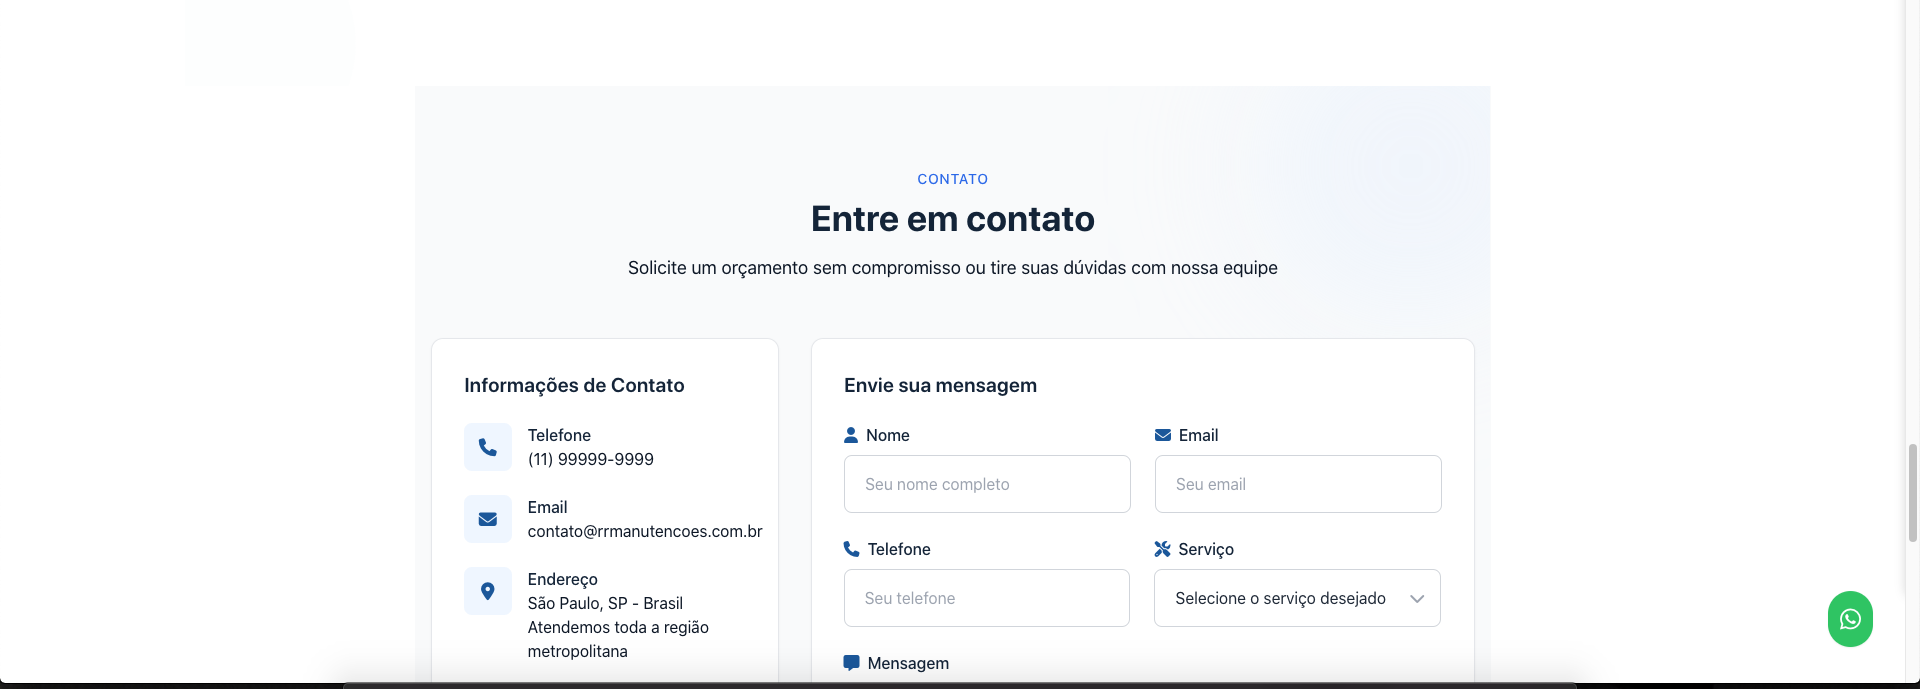 CONTATO
Entre em contato
Solicite um orçamento sem compromisso ou tire suas dúvidas com nossa equipe
Informações de Contato
Telefone
(11) 99999-9999
Email
contato@rrmanutencoes.com.br
Endereço
São Paulo, SP - Brasil
Atendemos toda a região
metropolitana
Envie sua mensagem
Nome
Seu nome completo
Email
Seu email
Telefone
Seu telefone
Serviço
Selecione o serviço desejado
Mensagem